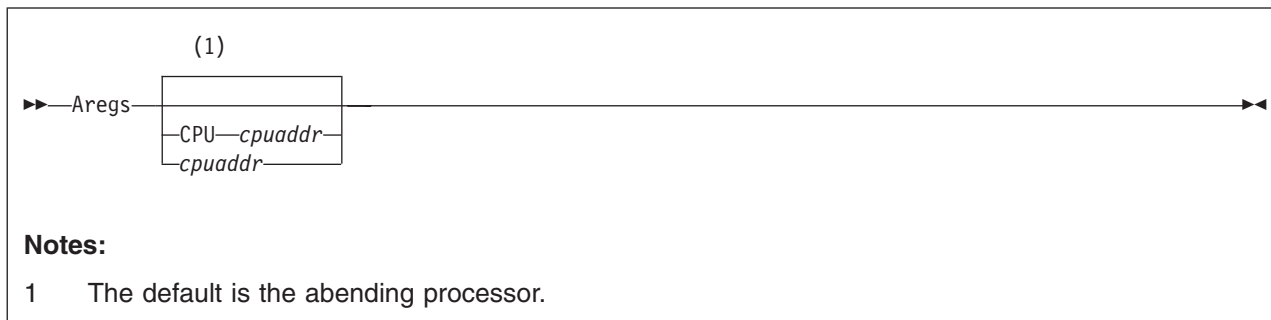 (1)
►►—Aregs
CPU—cpuaddr
cpuaddr
►◄
Notes:
1 The default is the abending processor.